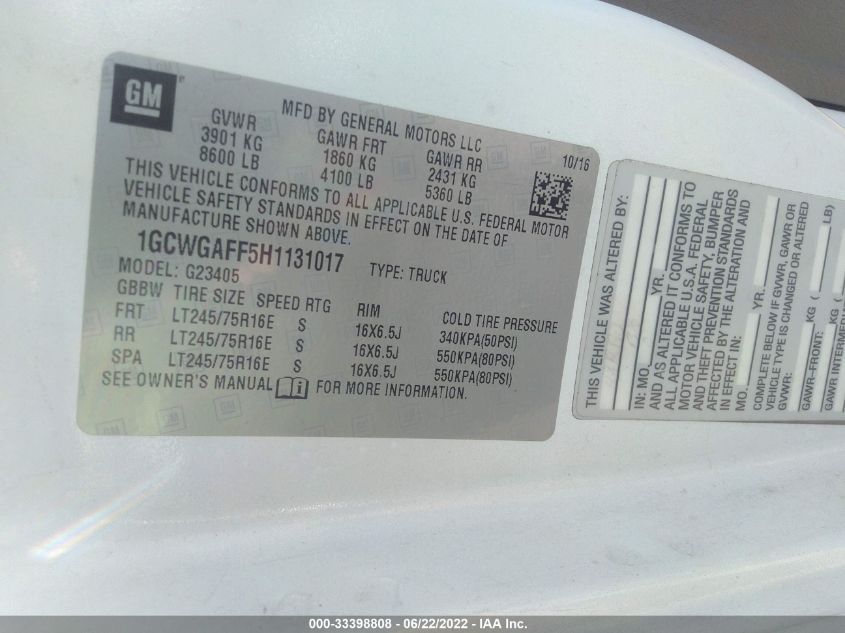 GM
MFD BY GENERAL MOTORS LLC
GVWR GAWR FRT GAWR RR 10/16
3901 KG 1860 KG 2431 KG
8600 LB 4100 LB 5360 LB
THIS VEHICLE CONFORMS TO ALL APPLICABLE U.S. FEDERAL MOTOR
VEHICLE SAFETY STANDARDS IN EFFECT ON THE DATE OF
MANUFACTURE SHOWN ABOVE.
1GCWGAFF5H1131017
MODEL: G23405 TYPE: TRUCK
GBBW TIRE SIZE SPEED RTG RIM COLD TIRE PRESSURE
FRT LT245/75R16E S 16X6.5J 340KPA(50PSI)
RR LT245/75R16E S 16X6.5J 550KPA(80PSI)
SPA LT245/75R16E S 16X6.5J 550KPA(80PSI)
SEE OWNER'S MANUAL FOR MORE INFORMATION.
THIS VEHICLE WAS ALTERED BY:
IN: MO. YR.
AND AS ALTERED IT CONFORMS TO
ALL APPLICABLE U.S.A. FEDERAL
MOTOR VEHICLE SAFETY, BUMPER
AND THEFT PREVENTION STANDARDS
AFFECTED BY THE ALTERATION AND
IN EFFECT IN:
MO. YR.
COMPLETE BELOW IF GVWR, GAWR OR
VEHICLE TYPE IS CHANGED OR ALTERED
GVWR: KG ( LB)
GAWR-FRONT: KG (
GAWR INTERMED
000-33398808 - 06/22/2022 - IAA Inc.